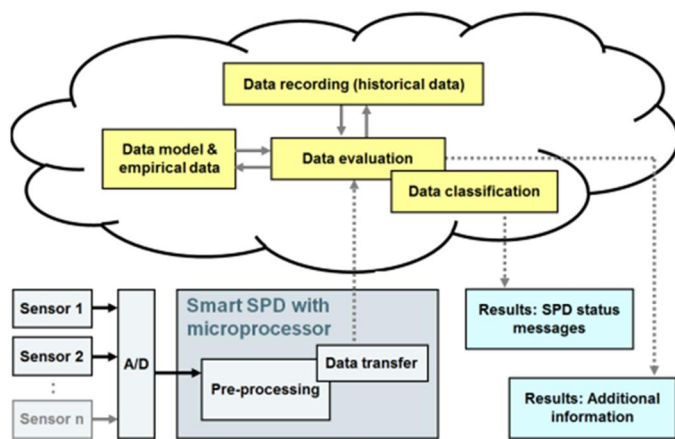 Data recording (historical data)
Data model &
empirical data
Data evaluation
Data classification
Sensor 1
Sensor 2
:
Sensor n
A/D
Smart SPD with
microprocessor
Pre-processing
Data transfer
Results: SPD status
messages
Results: Additional
information